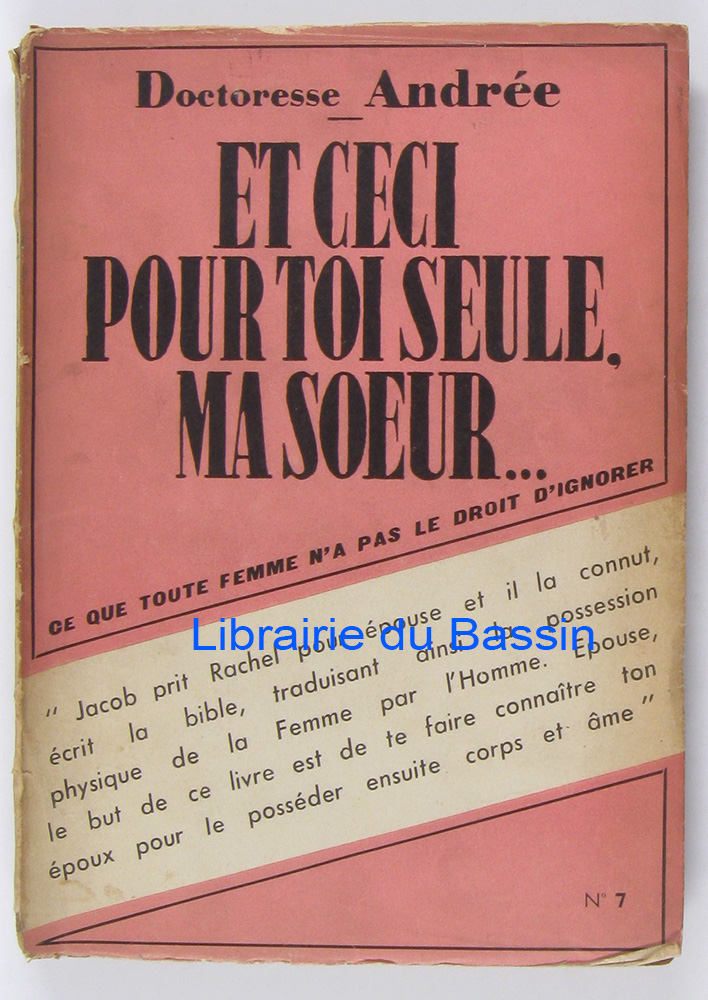 Doctoresse Andrée
ET CECI
POUR TOI SEULE,
MA SOEUR...
CE QUE TOUTE FEMME N'A PAS LE DROIT D'IGNORER
" Jacob prit Rachel pour épouse et il la connut,
écrit la bible, traduisant ainsi la possession
physique de la Femme par l'Homme. Epouse,
le but de ce livre est de te faire connaître ton
époux pour le posséder ensuite corps et âme "
Librairie du Bassin
N° 7